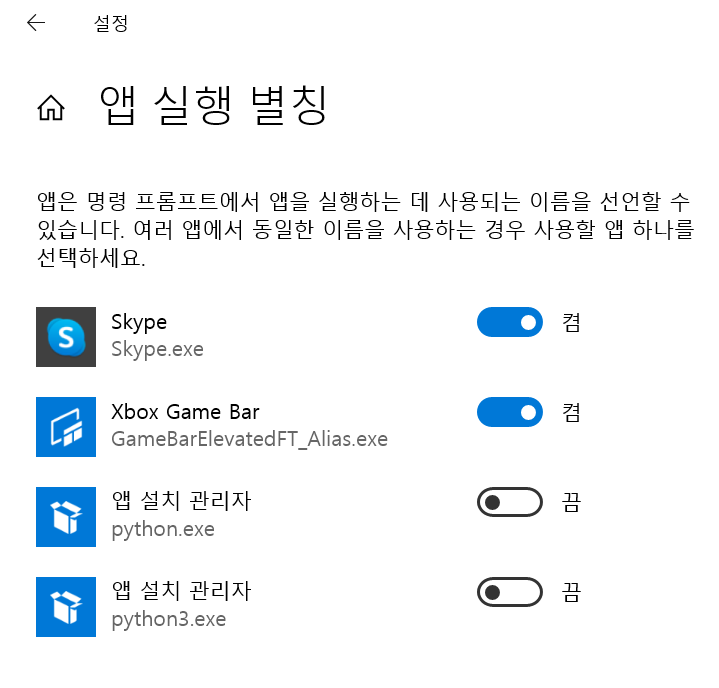 설정
앱 실행 별칭
앱은 명령 프롬프트에서 앱을 실행하는 데 사용되는 이름을 선언할 수
있습니다. 여러 앱에서 동일한 이름을 사용하는 경우 사용할 앱 하나를
선택하세요.
Skype
Skype.exe
켬
Xbox Game Bar
GameBarElevatedFT_Alias.exe
켬
앱 설치 관리자
python.exe
끔
앱 설치 관리자
python3.exe
끔